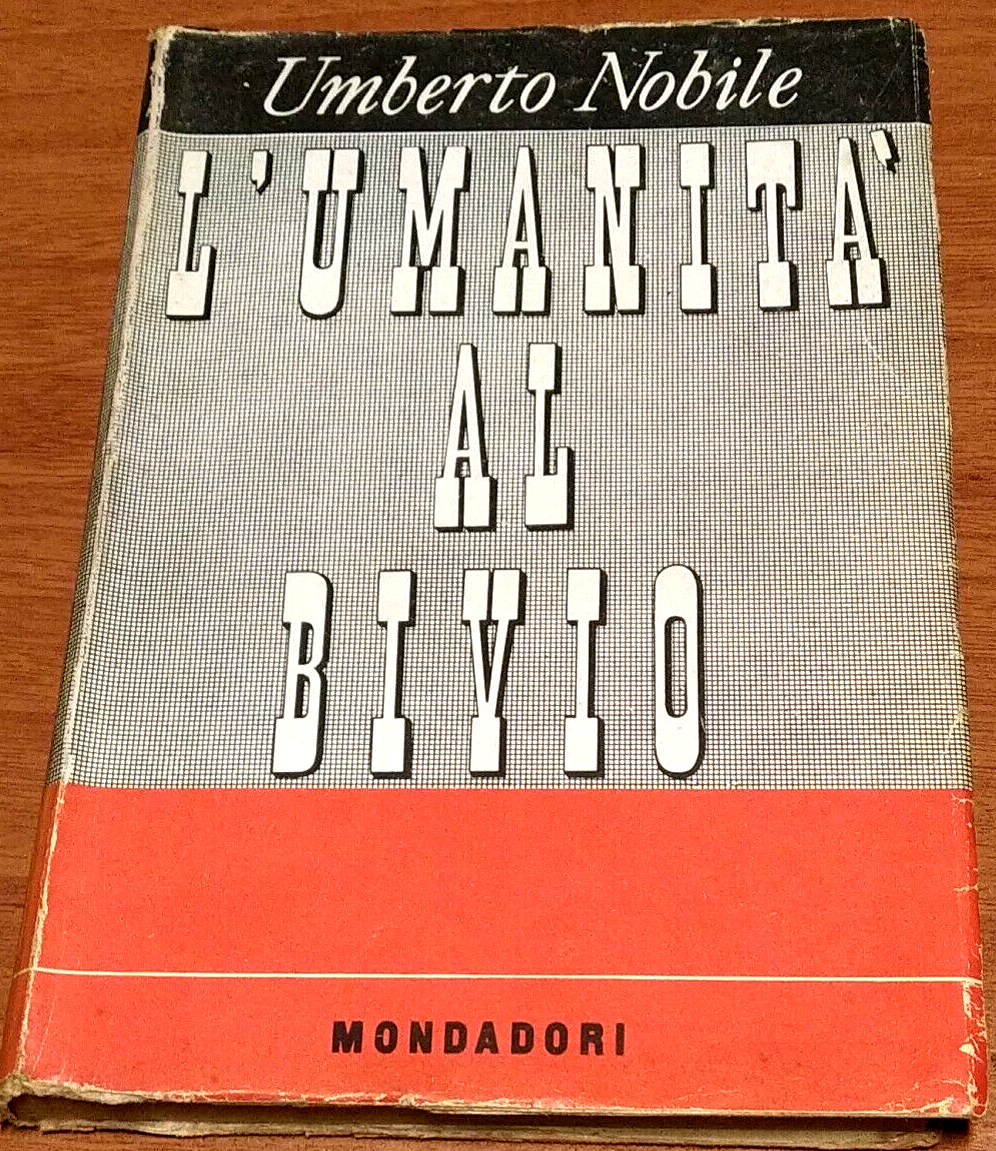 Umberto Nobile
L'UMANITA'
AL
BIVIO
MONDADORI